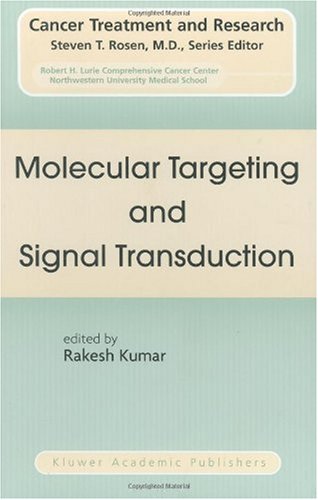 Cancer Treatment and Research
Steven T. Rosen, M.D., Series Editor
Robert H. Lurie Comprehensive Cancer Center
Northwestern University Medical School
Molecular Targeting
and
Signal Transduction
edited by
Rakesh Kumar
Kluwer Academic Publishers